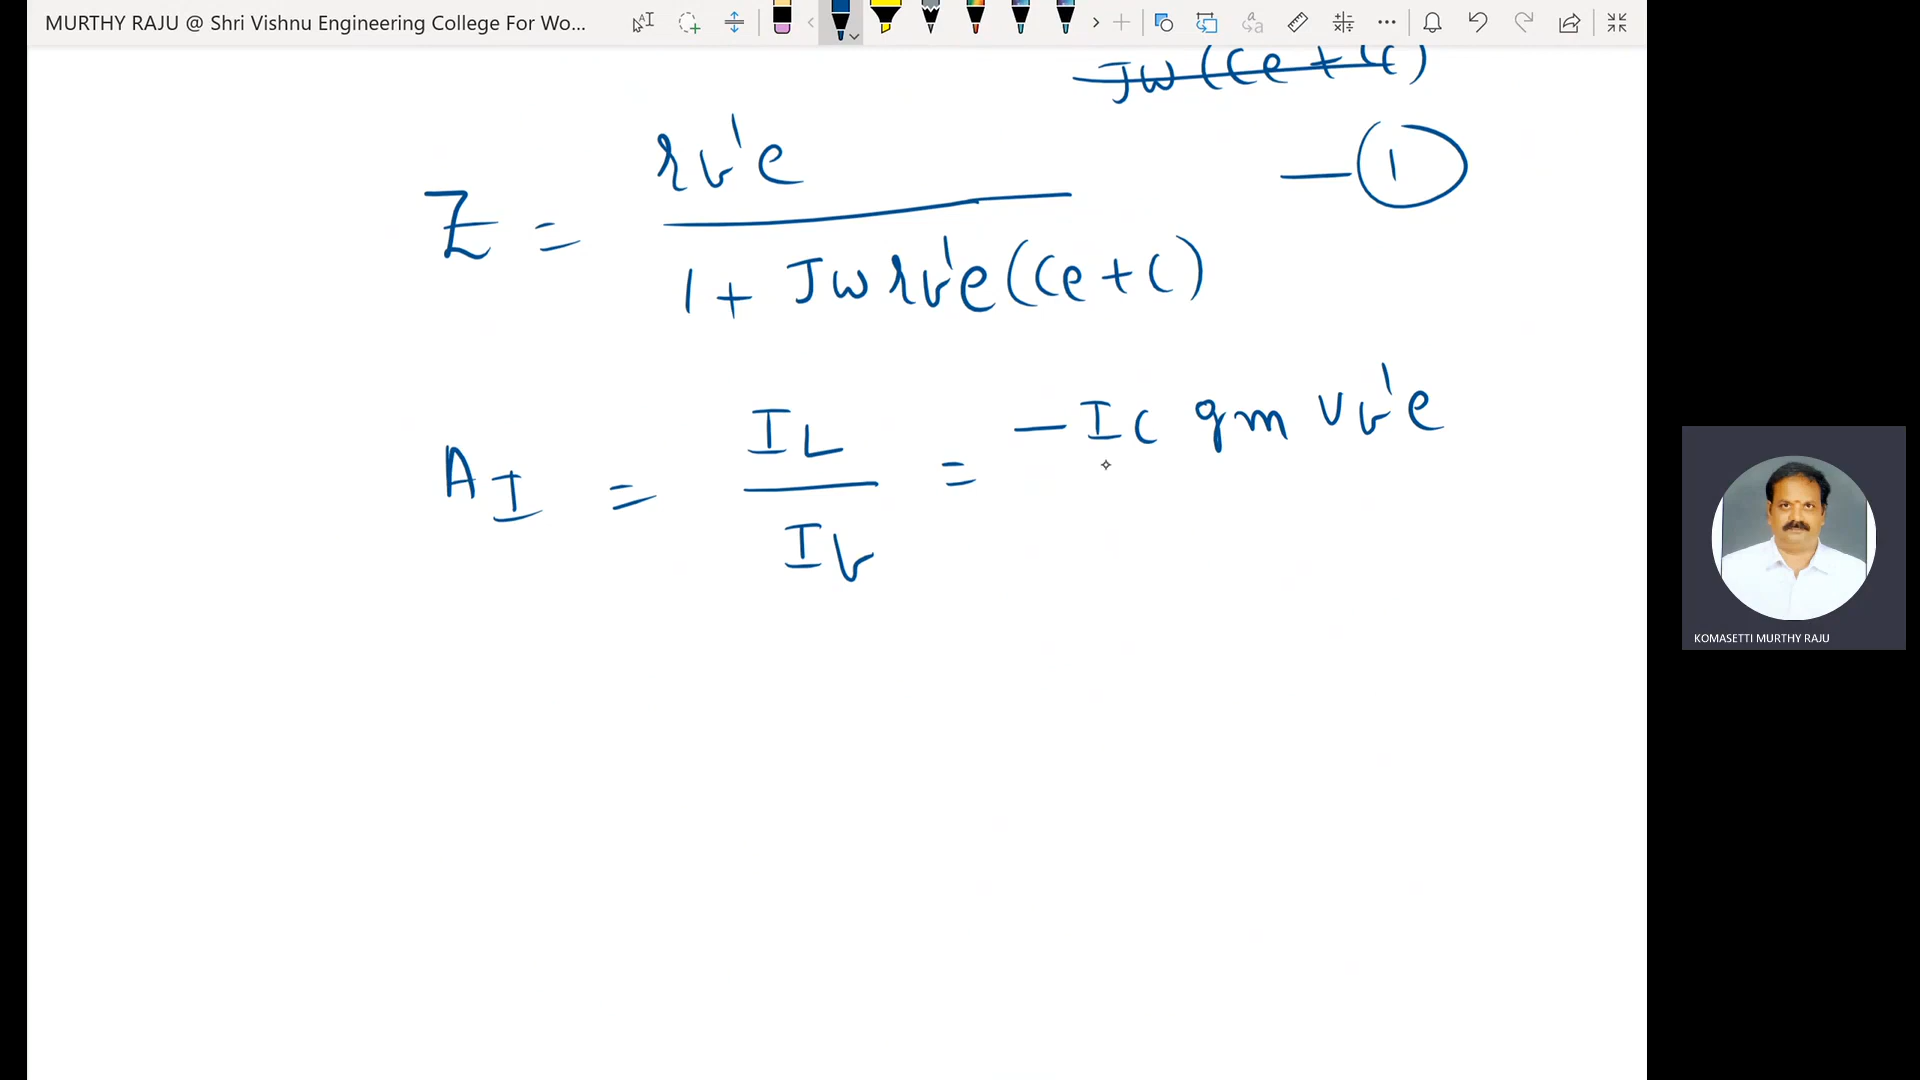 MURTHY RAJU @ Shri Vishnu Engineering College For Wo...
Jw(Ce+C)
Z = rb'e / 1 + Jw rb'e (Ce+C) — 1
AI = IL / Ib = -Ic gm Vb'e
KOMASETTI MURTHY RAJU